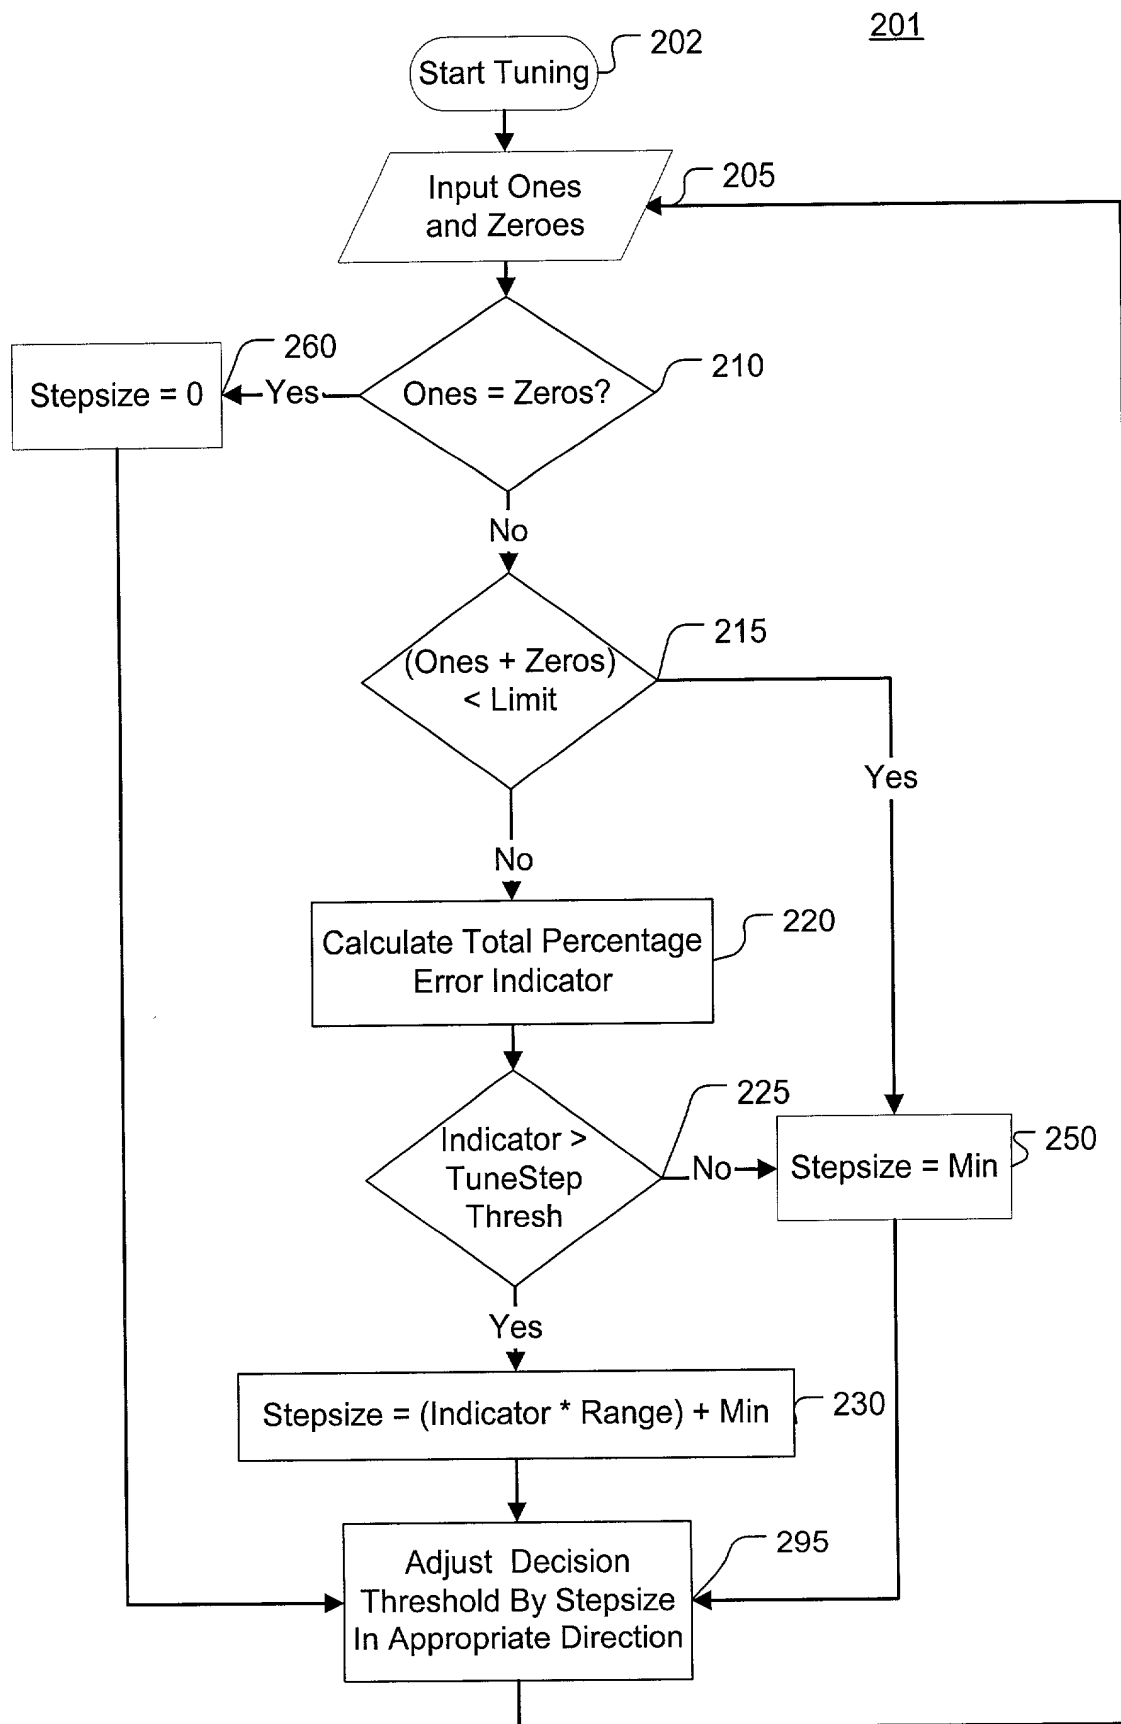 201
202
Start Tuning
205
Input Ones
and Zeroes
260
210
Stepsize = 0
Yes
Ones = Zeros?
No
215
(Ones + Zeros)
< Limit
Yes
No
220
Calculate Total Percentage
Error Indicator
225
250
Indicator >
TuneStep
Thresh
No
Stepsize = Min
Yes
230
Stepsize = (Indicator * Range) + Min
295
Adjust Decision
Threshold By Stepsize
In Appropriate Direction